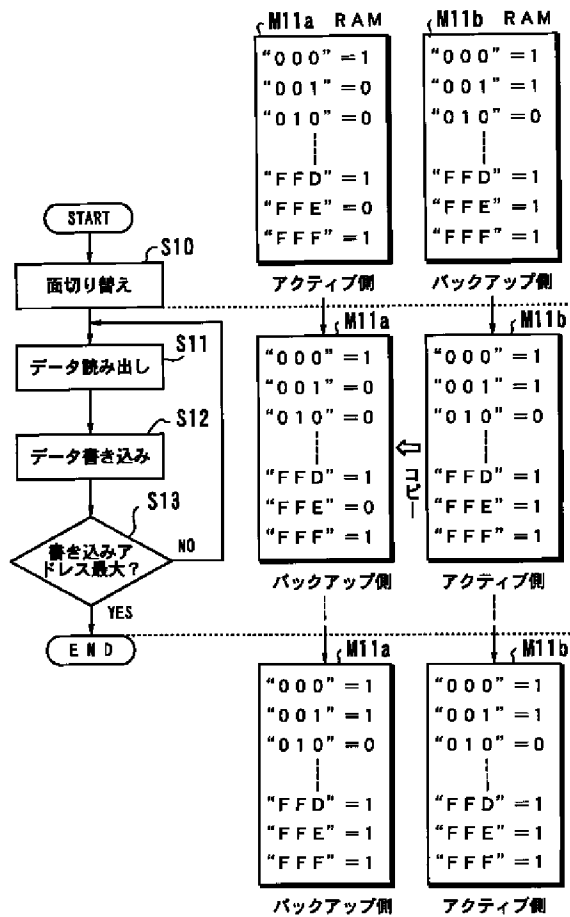 M11a RAM
"000"=1
"001"=0
"010"=0
"FFD"=1
"FFE"=0
"FFF"=1
アクティブ側
M11b RAM
"000"=1
"001"=1
"010"=0
"FFD"=1
"FFE"=1
"FFF"=1
バックアップ側
START
S10
面切り替え
S11
データ読み出し
S12
データ書き込み
S13
書き込みア
ドレス最大?
NO
YES
END
M11a
"000"=1
"001"=0
"010"=0
"FFD"=1
"FFE"=0
"FFF"=1
バックアップ側
コピー
M11b
"000"=1
"001"=1
"010"=0
"FFD"=1
"FFE"=1
"FFF"=1
アクティブ側
M11a
"000"=1
"001"=1
"010"=0
"FFD"=1
"FFE"=1
"FFF"=1
バックアップ側
M11b
"000"=1
"001"=1
"010"=0
"FFD"=1
"FFE"=1
"FFF"=1
アクティブ側